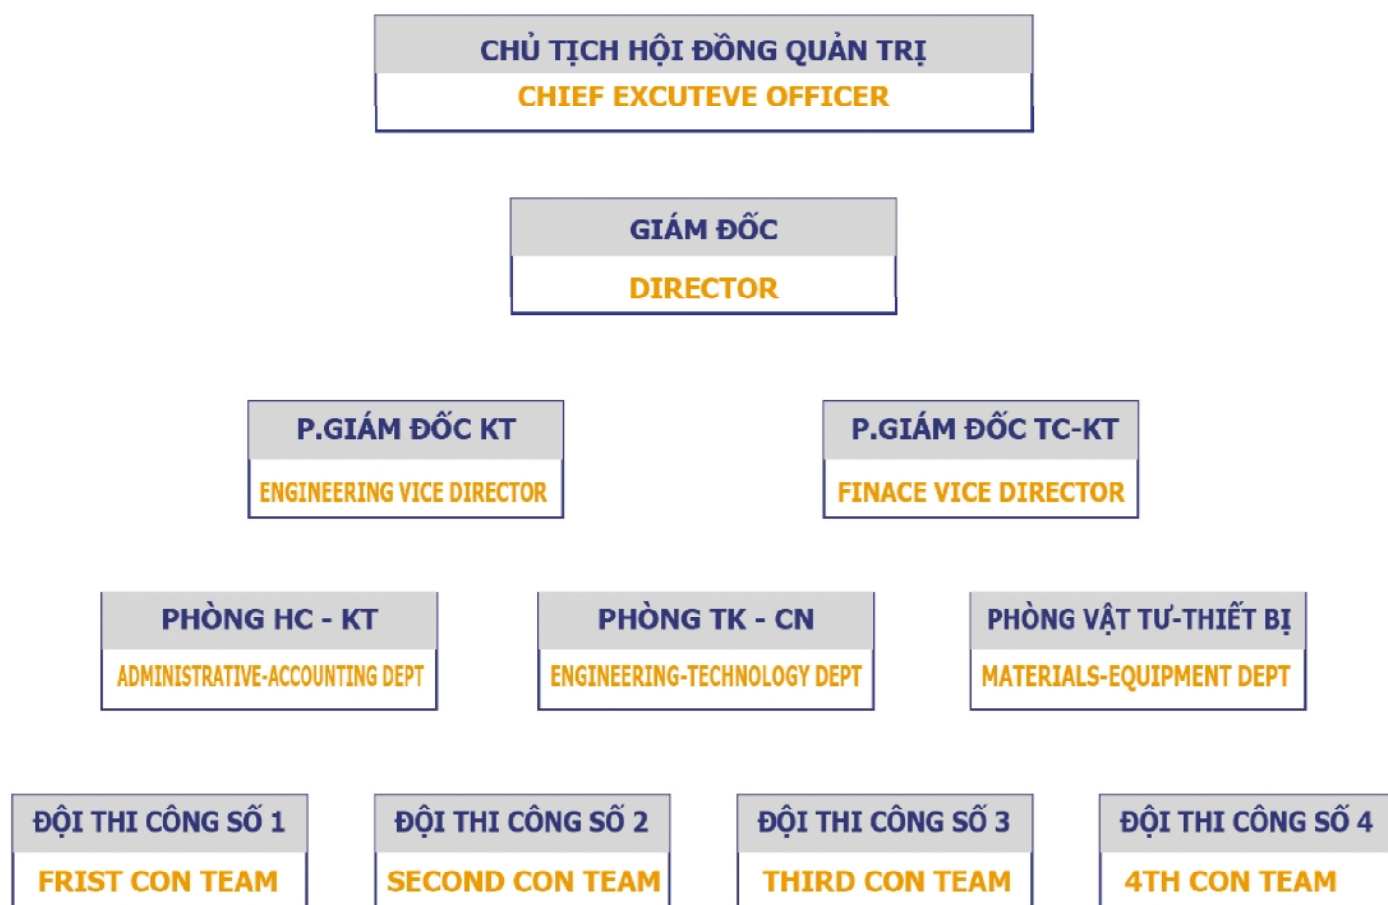 CHỦ TỊCH HỘI ĐỒNG QUẢN TRỊ
CHIEF EXCUTEVE OFFICER
GIÁM ĐỐC
DIRECTOR
P.GIÁM ĐỐC KT
ENGINEERING VICE DIRECTOR
P.GIÁM ĐỐC TC-KT
FINACE VICE DIRECTOR
PHÒNG HC - KT
ADMINISTRATIVE-ACCOUNTING DEPT
PHÒNG TK - CN
ENGINEERING-TECHNOLOGY DEPT
PHÒNG VẬT TƯ-THIẾT BỊ
MATERIALS-EQUIPMENT DEPT
ĐỘI THI CÔNG SỐ 1
FRIST CON TEAM
ĐỘI THI CÔNG SỐ 2
SECOND CON TEAM
ĐỘI THI CÔNG SỐ 3
THIRD CON TEAM
ĐỘI THI CÔNG SỐ 4
4TH CON TEAM